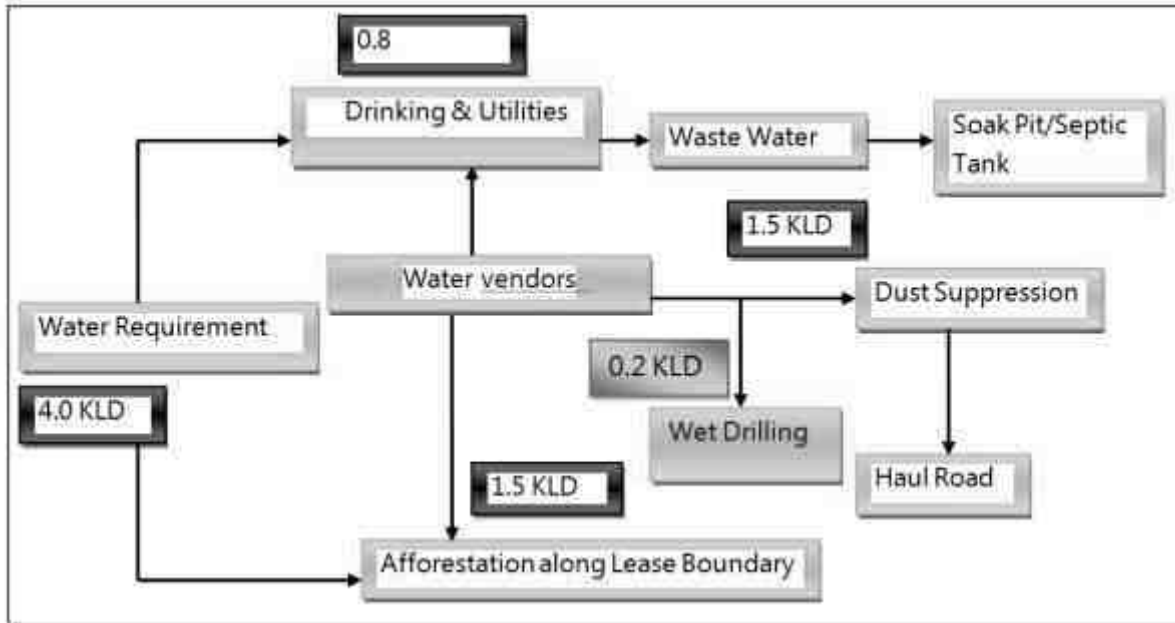 0.8
Drinking & Utilities
Waste Water
Soak Pit/Septic
Tank
1.5 KLD
Water vendors
Dust Suppression
Water Requirement
0.2 KLD
4.0 KLD
Wet Drilling
1.5 KLD
Haul Road
Afforestation along Lease Boundary